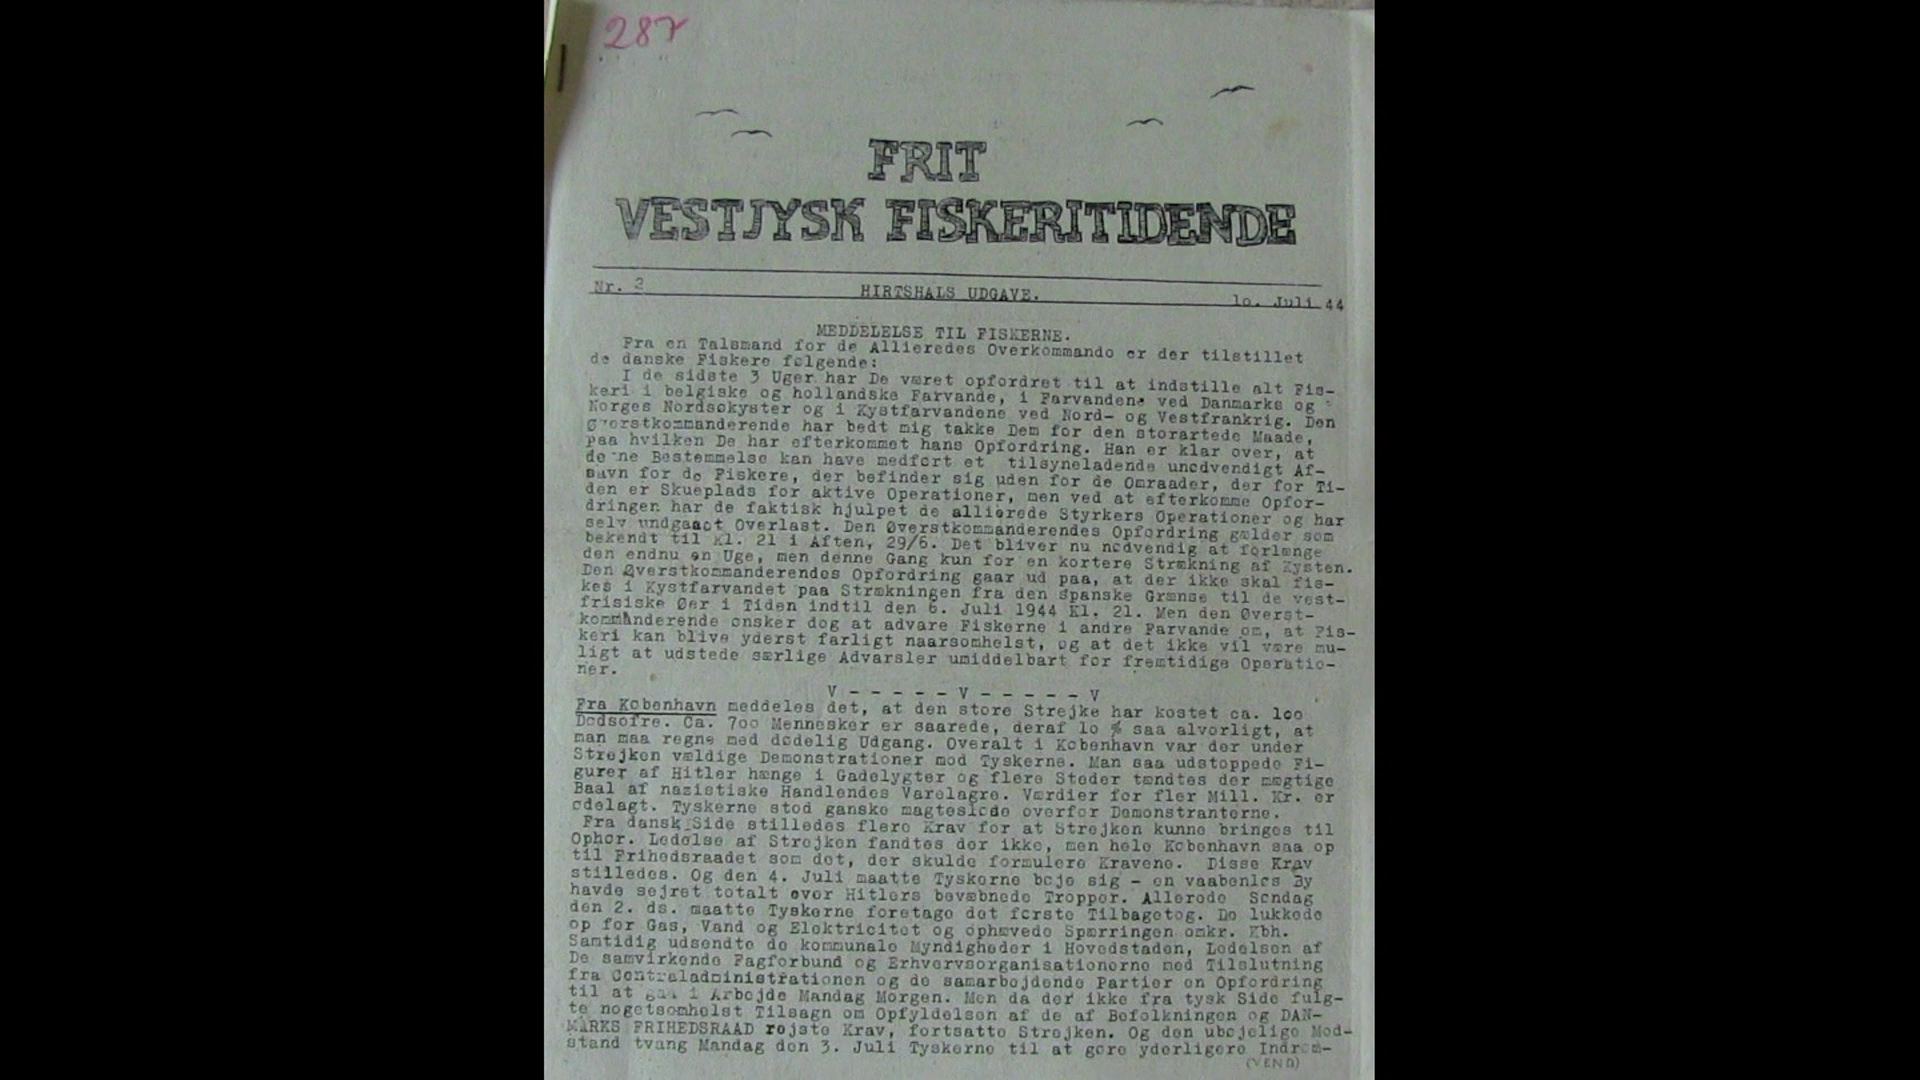 287
FRIT
VESTJYSK FISKERITIDENDE
Nr. 2
HIRTSHALS UDGAVE.
lo. Juli 44
MEDDELELSE TIL FISKERNE.
Fra en Talsmand for de Allieredes Overkommando er der tilstillet
de danske Fiskere følgende:
I de sidste 3 Uger har De været opfordret til at indstille alt Fis-
keri i belgiske og hollandske Farvande, i Farvandene ved Danmarks og
Norges Nordsøkyster og i Kystfarvandene ved Nord- og Vestfrankrig. Den
Øverstkommanderende har bedt mig takke Dem for den storartede Maade,
paa hvilken De har efterkommet hans Opfordring. Han er klar over, at
denne Bestemmelse kan have medført et tilsyneladende unødvendigt Af-
savn for de Fiskere, der befinder sig uden for de Omraader, der for Ti-
den er Skueplads for aktive Operationer, men ved at efterkomme Opfor-
dringen har de faktisk hjulpet de allierede Styrkers Operationer og har
selv undgaaet Overlast. Den Øverstkommanderendes Opfordring gælder som
bekendt til Kl. 21 i Aften, 29/6. Det bliver nu nødvendig at forlænge
den endnu en Uge, men denne Gang kun for en kortere Strækning af Kysten.
Den Øverstkommanderendes Opfordring gaar ud paa, at der ikke skal fis-
kes i Kystfarvandet paa Strækningen fra den spanske Grænse til de vest-
frisiske Øer i Tiden indtil den 6. Juli 1944 Kl. 21. Men den Øverst-
kommanderende ønsker dog at advare Fiskerne i andre Farvande om, at Fis-
keri kan blive yderst farligt naarsomhelst, og at det ikke vil være mu-
ligt at udstede særlige Advarsler umiddelbart for fremtidige Operatio-
ner.
V - - - - - V - - - - - V
Fra København meddeles det, at den store Strejke har kostet ca. loo
Dødsofre. Ca. 7oo Mennesker er saarede, deraf lo % saa alvorligt, at
man maa regne med dødelig Udgang. Overalt i København var der under
Strejken vældige Demonstrationer mod Tyskerne. Man saa udstoppede Fi-
gurer af Hitler hænge i Gadelygter og flere Steder tændtes der mægtige
Baal af nazistiske Handlendes Varelagre. Værdier for fler Mill. Kr. er
ødelagt. Tyskerne stod ganske magtesløse overfor Demonstranterne.
Fra dansk Side stilledes flere Krav for at Strejken kunne bringes til
Ophør. Ledelse af Strejken fandtes der ikke, men hele København saa op
til Frihedsraadet som det, der skulde formulere Kravene. Disse Krav
stilledes. Og den 4. Juli maatte Tyskerne bøje sig - en vaabenløs By
havde sejret totalt over Hitlers bevæbnede Tropper. Allerede Søndag
den 2. ds. maatte Tyskerne foretage det første Tilbagetog. De lukkede
op for Gas, Vand og Elektricitet og ophævede Spærringen omkr. Kbh.
Samtidig udsendte de kommunale Myndigheder i Hovedstaden, Ledelsen af
De samvirkende Fagforbund og Erhvervsorganisationerne med Tilslutning
fra Centraladministrationen og de samarbejdende Partier en Opfordring
til at gaa i Arbejde Mandag Morgen. Men da der ikke fra tysk Side fulg-
te nogetsomhelst Tilsagn om Opfyldelsen af de af Befolkningen og DAN-
MARKS FRIHEDSRAAD rejste Krav, fortsatte Strejken. Og den ubøjelige Mod-
stand tvang Mandag den 3. Juli Tyskerne til at gøre yderligere Indrøm-
(VEND)